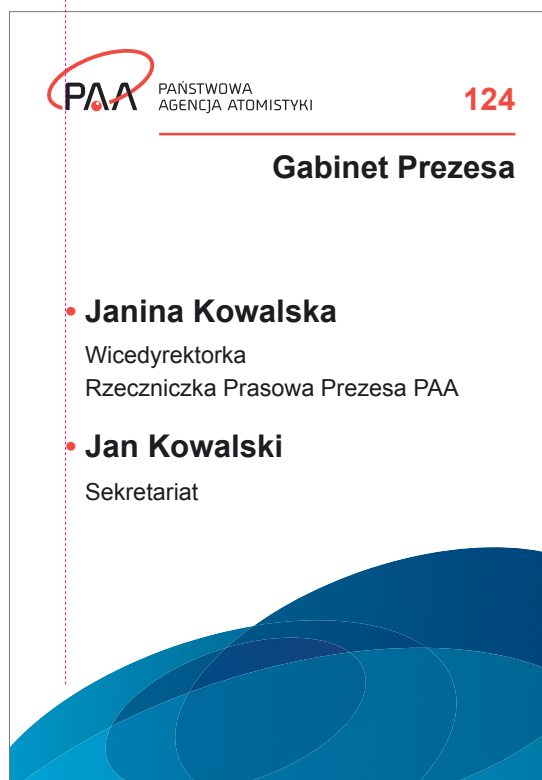 PAA
PAŃSTWOWA
AGENCJA ATOMISTYKI
124
Gabinet Prezesa
Janina Kowalska
Wicedyrektorka
Rzeczniczka Prasowa Prezesa PAA
Jan Kowalski
Sekretariat